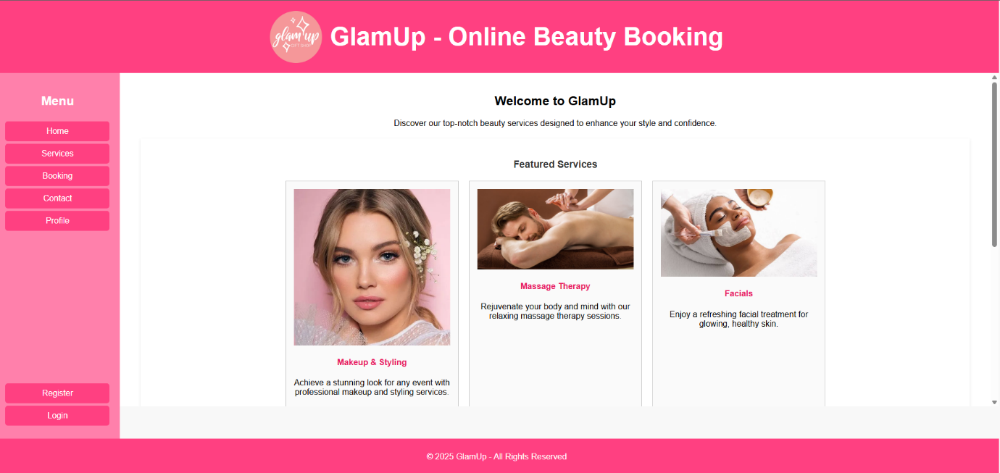 glam up
GIFT SHOP
GlamUp - Online Beauty Booking
Menu
Home
Services
Booking
Contact
Profile
Register
Login
Welcome to GlamUp
Discover our top-notch beauty services designed to enhance your style and confidence.
Featured Services
Makeup & Styling
Achieve a stunning look for any event with
professional makeup and styling services.
Massage Therapy
Rejuvenate your body and mind with our
relaxing massage therapy sessions.
Facials
Enjoy a refreshing facial treatment for
glowing, healthy skin.
© 2025 GlamUp - All Rights Reserved